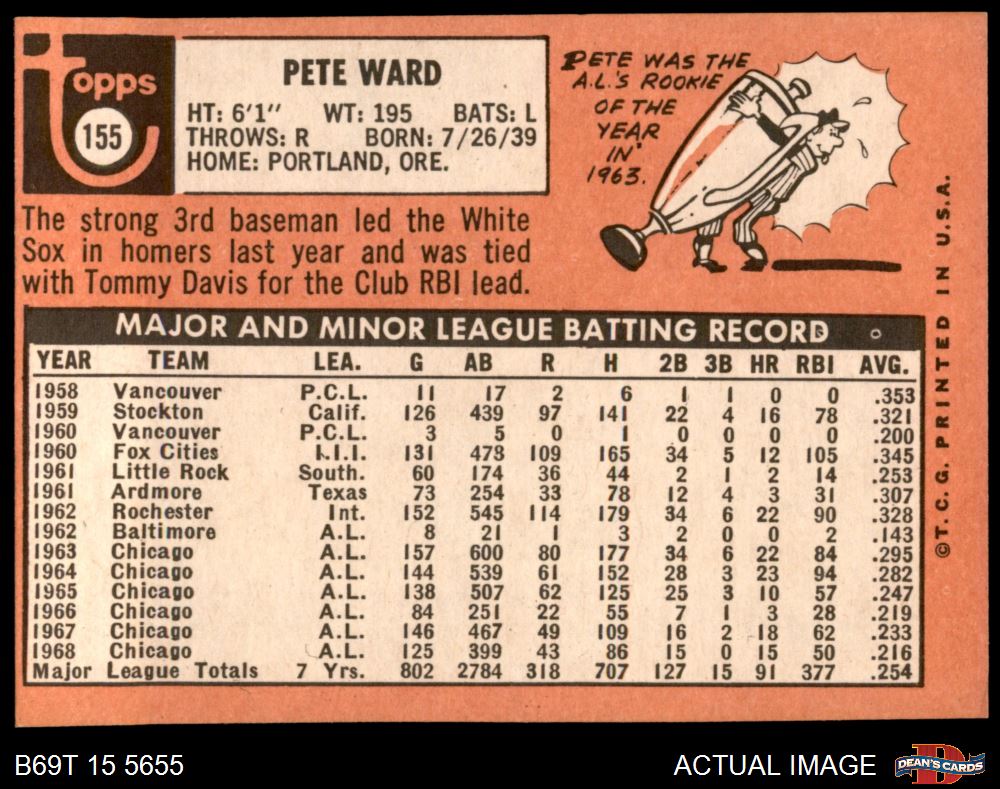 Topps
155
PETE WARD
HT: 6'1" WT: 195 BATS: L
THROWS: R BORN: 7/26/39
HOME: PORTLAND, ORE.
PETE WAS THE
A.L.'S ROOKIE
OF THE
YEAR
IN
1963.
The strong 3rd baseman led the White
Sox in homers last year and was tied
with Tommy Davis for the Club RBI lead.
MAJOR AND MINOR LEAGUE BATTING RECORD
YEAR TEAM LEA. G AB R H 2B 3B HR RBI AVG.
1958 Vancouver P.C.L. 11 17 2 6 1 1 0 0 .353
1959 Stockton Calif. 126 439 97 141 22 4 16 78 .321
1960 Vancouver P.C.L. 3 5 0 1 0 0 0 0 .200
1960 Fox Cities I.I.I. 131 478 109 165 34 5 12 105 .345
1961 Little Rock South. 60 174 36 44 2 1 2 14 .253
1961 Ardmore Texas 73 254 33 78 12 4 3 31 .307
1962 Rochester Int. 152 545 114 179 34 6 22 90 .328
1962 Baltimore A.L. 8 21 1 3 2 0 0 2 .143
1963 Chicago A.L. 157 600 80 177 34 6 22 84 .295
1964 Chicago A.L. 144 539 61 152 28 3 23 94 .282
1965 Chicago A.L. 138 507 62 125 25 3 10 57 .247
1966 Chicago A.L. 84 251 22 55 7 1 3 28 .219
1967 Chicago A.L. 146 467 49 109 16 2 18 62 .233
1968 Chicago A.L. 125 399 43 86 15 0 15 50 .216
Major League Totals 7 Yrs. 802 2784 318 707 127 15 91 377 .254
©T.C.G. PRINTED IN U.S.A.
B69T 15 5655
ACTUAL IMAGE
DEAN'S CARDS